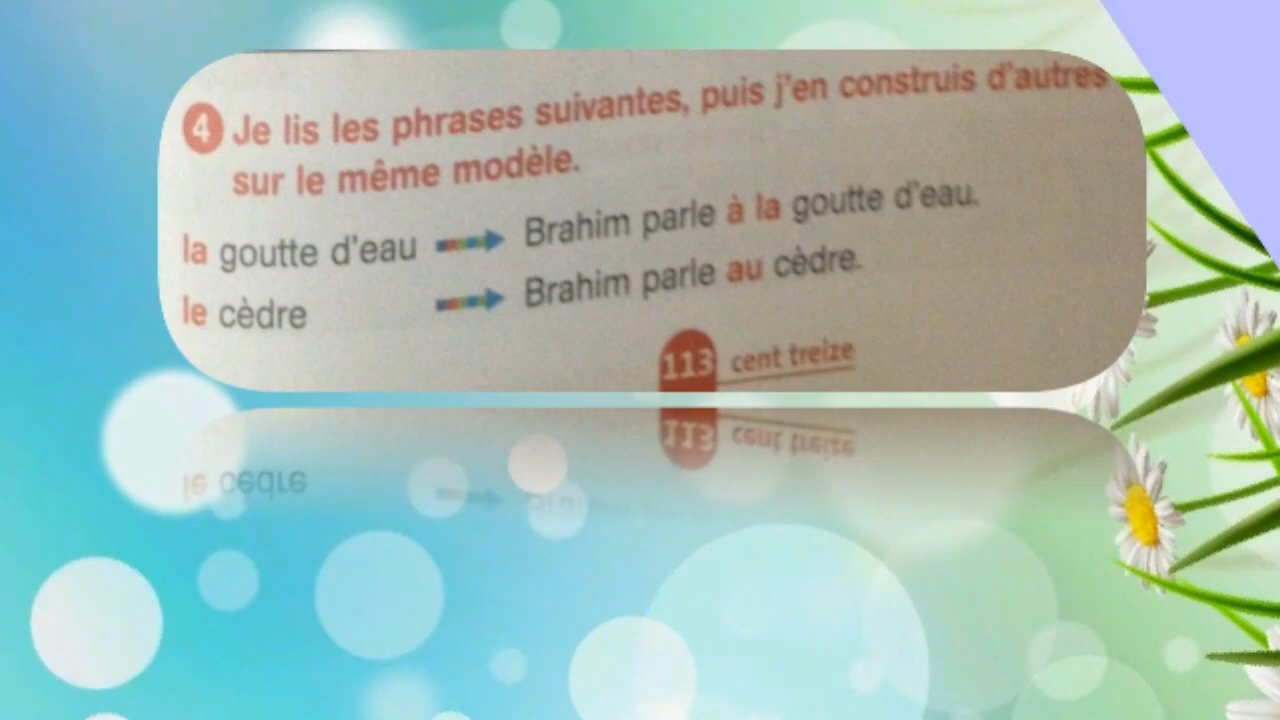 4 Je lis les phrases suivantes, puis j'en construis d'autres
sur le même modèle.
la goutte d'eau Brahim parle à la goutte d'eau.
le cèdre Brahim parle au cèdre.
113 cent treize